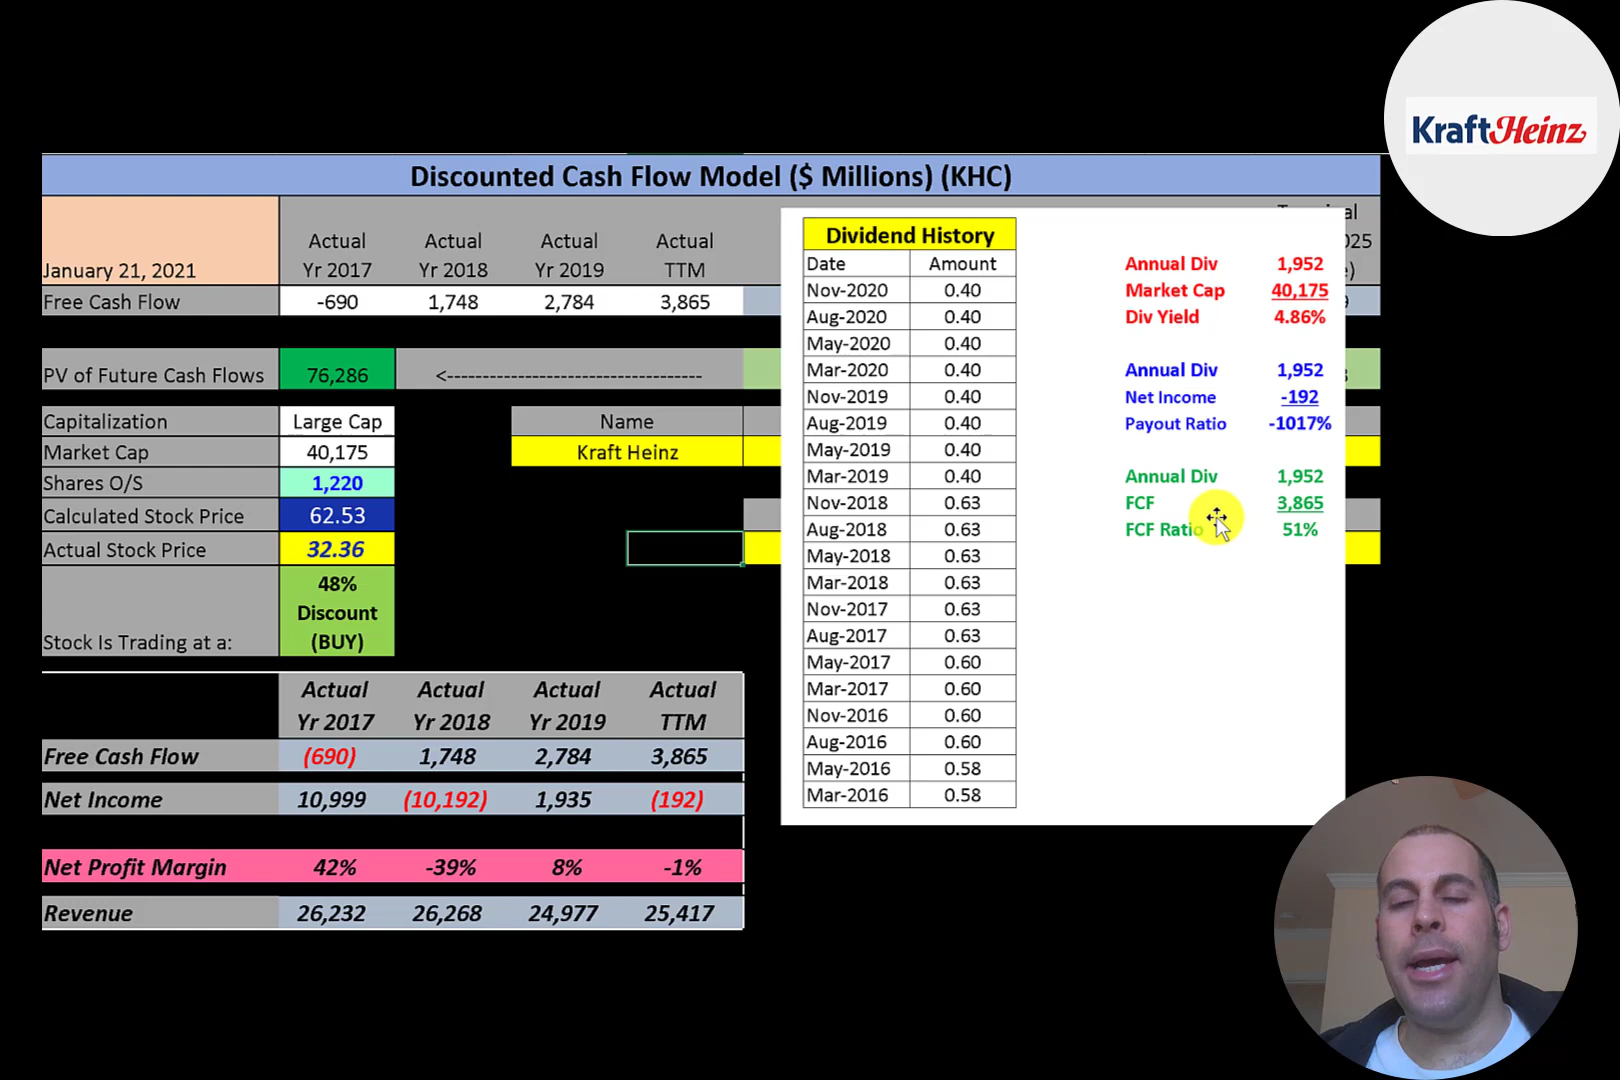 KraftHeinz
Discounted Cash Flow Model ($ Millions) (KHC)
January 21, 2021
Actual Yr 2017
Actual Yr 2018
Actual Yr 2019
Actual TTM
Free Cash Flow -690 1,748 2,784 3,865
PV of Future Cash Flows 76,286 <-----------------------------------
Capitalization Large Cap
Market Cap 40,175
Shares O/S 1,220
Calculated Stock Price 62.53
Actual Stock Price 32.36
Stock Is Trading at a: 48% Discount (BUY)
Name
Kraft Heinz
Actual Yr 2017
Actual Yr 2018
Actual Yr 2019
Actual TTM
Free Cash Flow (690) 1,748 2,784 3,865
Net Income 10,999 (10,192) 1,935 (192)
Net Profit Margin 42% -39% 8% -1%
Revenue 26,232 26,268 24,977 25,417
Dividend History
Date Amount
Nov-2020 0.40
Aug-2020 0.40
May-2020 0.40
Mar-2020 0.40
Nov-2019 0.40
Aug-2019 0.40
May-2019 0.40
Mar-2019 0.40
Nov-2018 0.63
Aug-2018 0.63
May-2018 0.63
Mar-2018 0.63
Nov-2017 0.63
Aug-2017 0.63
May-2017 0.60
Mar-2017 0.60
Nov-2016 0.60
Aug-2016 0.60
May-2016 0.58
Mar-2016 0.58
Annual Div 1,952
Market Cap 40,175
Div Yield 4.86%
Annual Div 1,952
Net Income -192
Payout Ratio -1017%
Annual Div 1,952
FCF 3,865
FCF Ratio 51%